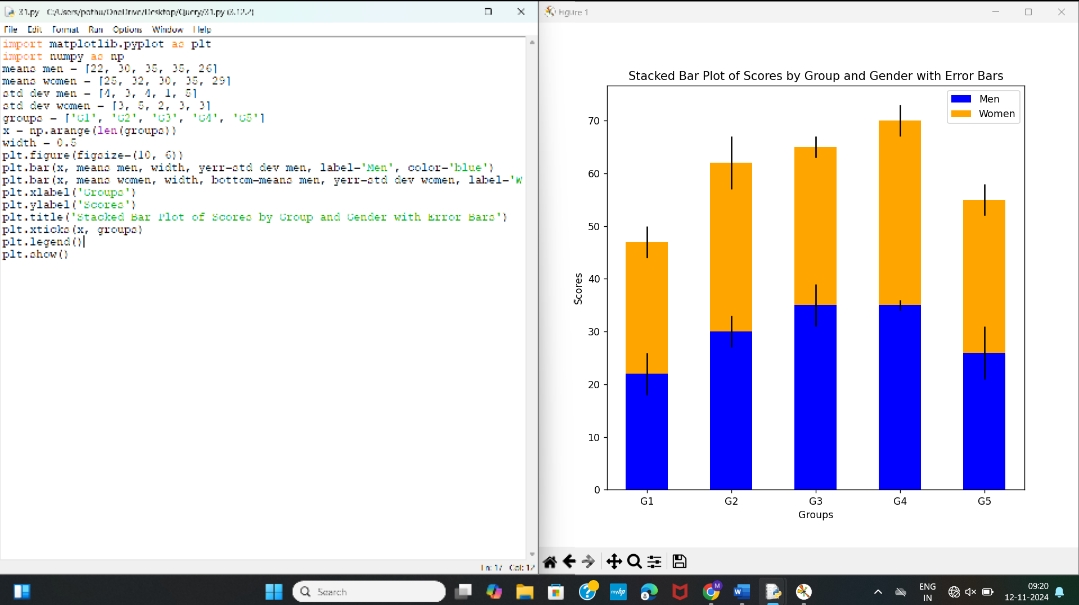 31.py - C:/Users/pothu/OneDrive/Desktop/Query/31.py (3.12.2)
File Edit Format Run Options Window Help
import matplotlib.pyplot as plt
import numpy as np
means_men = [22, 30, 35, 35, 26]
means_women = [25, 32, 30, 35, 29]
std_dev_men = [4, 3, 4, 1, 5]
std_dev_women = [3, 5, 2, 3, 3]
groups = ['G1', 'G2', 'G3', 'G4', 'G5']
x = np.arange(len(groups))
width = 0.5
plt.figure(figsize=(10, 6))
plt.bar(x, means_men, width, yerr=std_dev_men, label='Men', color='blue')
plt.bar(x, means_women, width, bottom=means_men, yerr=std_dev_women, label='W
plt.xlabel('Groups')
plt.ylabel('Scores')
plt.title('Stacked Bar Plot of Scores by Group and Gender with Error Bars')
plt.xticks(x, groups)
plt.legend()
plt.show()
Ln: 17 Col: 12
Figure 1
Stacked Bar Plot of Scores by Group and Gender with Error Bars
Men
Women
70
60
50
40
30
20
10
0
Scores
G1 G2 G3 G4 G5
Groups
Search
ENG
IN
09:20
12-11-2024